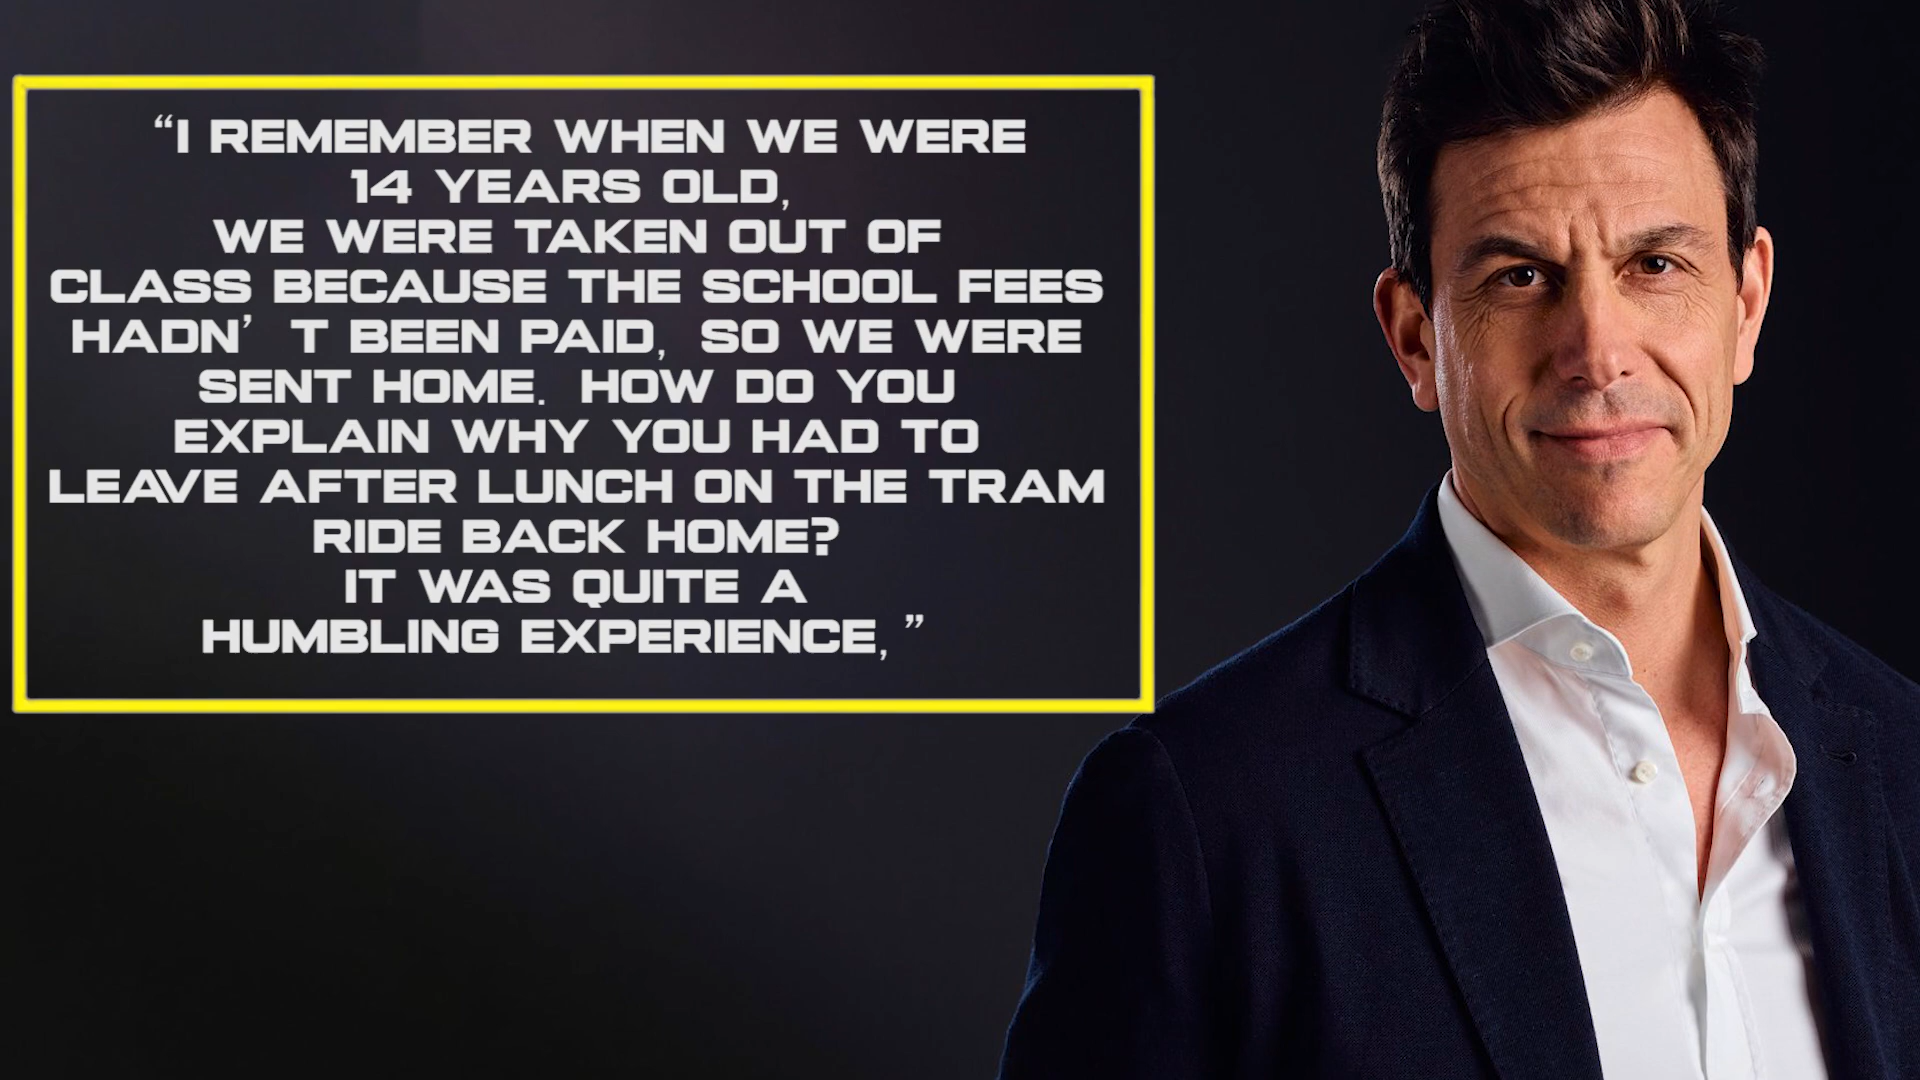 “I REMEMBER WHEN WE WERE
14 YEARS OLD,
WE WERE TAKEN OUT OF
CLASS BECAUSE THE SCHOOL FEES
HADN’ T BEEN PAID, SO WE WERE
SENT HOME. HOW DO YOU
EXPLAIN WHY YOU HAD TO
LEAVE AFTER LUNCH ON THE TRAM
RIDE BACK HOME?
IT WAS QUITE A
HUMBLING EXPERIENCE, ”